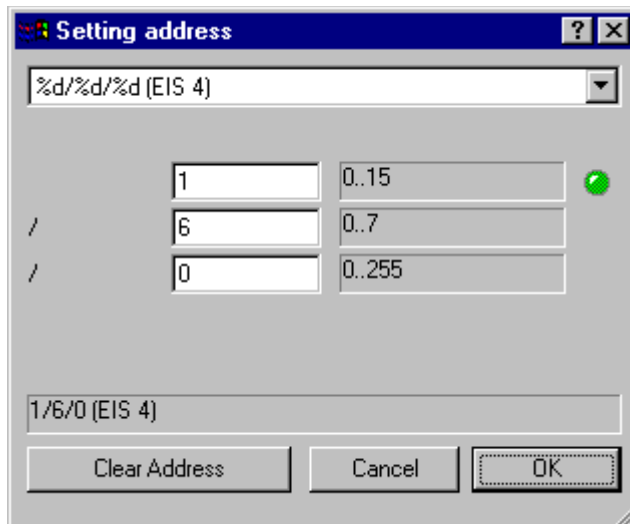 Setting address
%d/%d/%d (EIS 4)
1 0..15
/ 6 0..7
/ 0 0..255
1/6/0 (EIS 4)
Clear Address Cancel OK